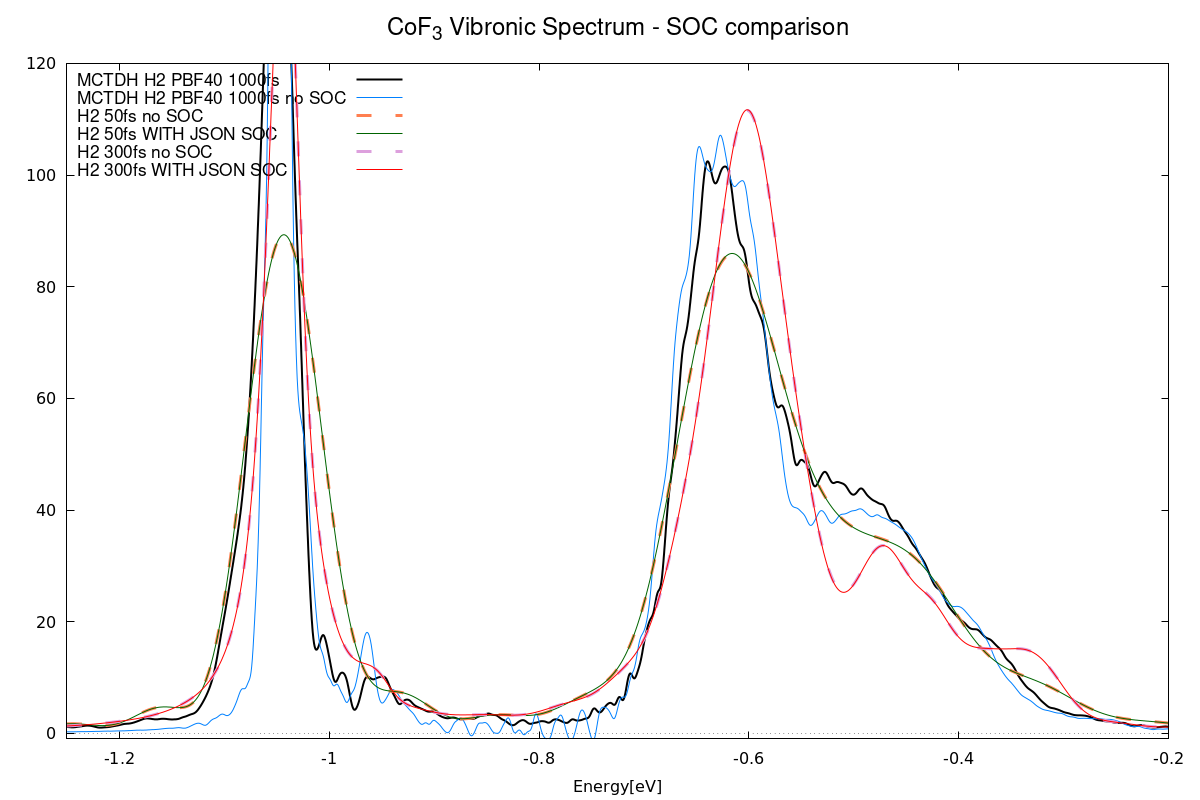 CoF3 Vibronic Spectrum - SOC comparison
120
100
80
60
40
20
0
MCTDH H2 PBF40 1000fs
MCTDH H2 PBF40 1000fs no SOC
H2 50fs no SOC
H2 50fs WITH JSON SOC
H2 300fs no SOC
H2 300fs WITH JSON SOC
-1.2 -1 -0.8 -0.6 -0.4 -0.2
Energy[eV]